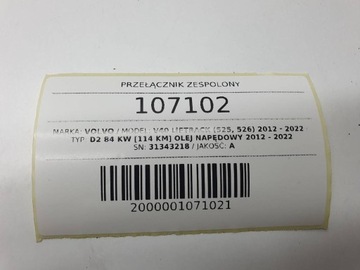 PRZEŁĄCZNIK ZESPOLONY
107102
MARKA: VOLVO / MODEL: V40 LIFTBACK (525, 526) 2012 - 2022
TYP: D2 84 KW [114 KM] OLEJ NAPĘDOWY 2012 - 2022
SN: 31343218 / JAKOŚĆ: A
2000001071021